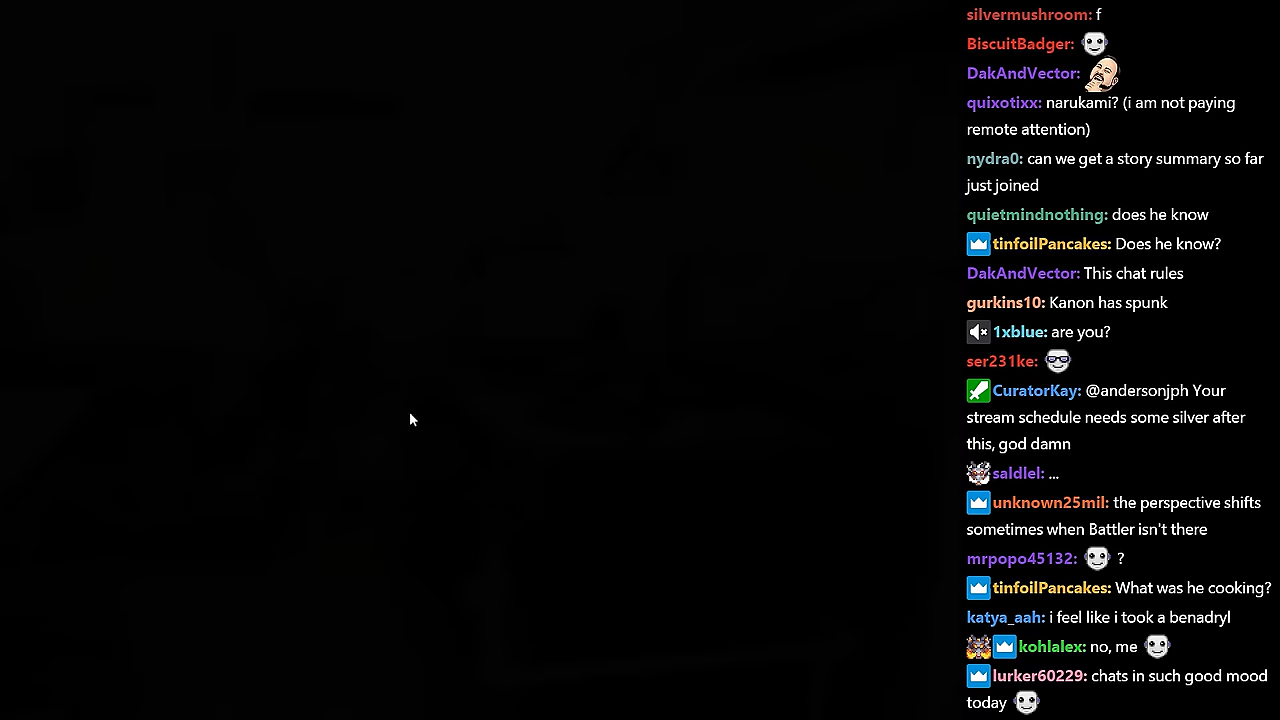 silvermushroom: f
BiscuitBadger:
DakAndVector:
quixotixx: narukami? (i am not paying
remote attention)
nydra0: can we get a story summary so far
just joined
quietmindnothing: does he know
tinfoilPancakes: Does he know?
DakAndVector: This chat rules
gurkins10: Kanon has spunk
1xblue: are you?
ser231ke:
CuratorKay: @andersonjph Your
stream schedule needs some silver after
this, god damn
saldlel: ...
unknown25mil: the perspective shifts
sometimes when Battler isn't there
mrpopo45132: ?
tinfoilPancakes: What was he cooking?
katya_aah: i feel like i took a benadryl
kohlalex: no, me
lurker60229: chats in such good mood
today